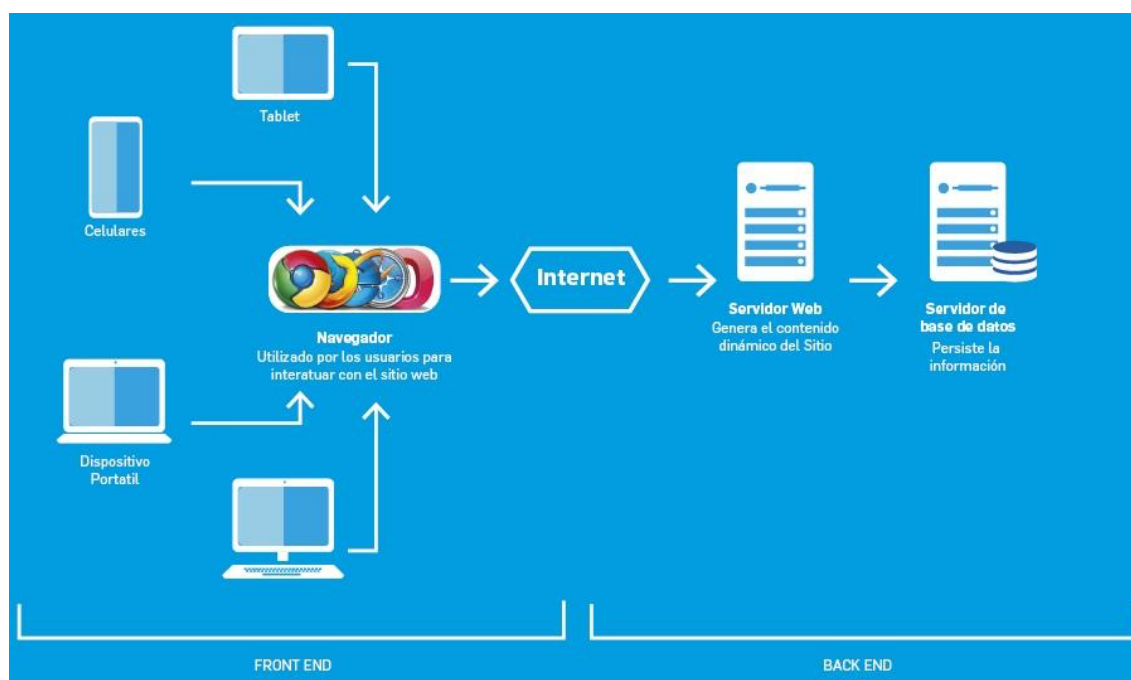 Tablet
Celulares
Internet
Navegador
Utilizado por los usuarios para
interatuar con el sitio web
Servidor Web
Genera el contenido
dinámico del Sitio
Servidor de
base de datos
Persiste la
información
Dispositivo
Portatil
FRONT END
BACK END